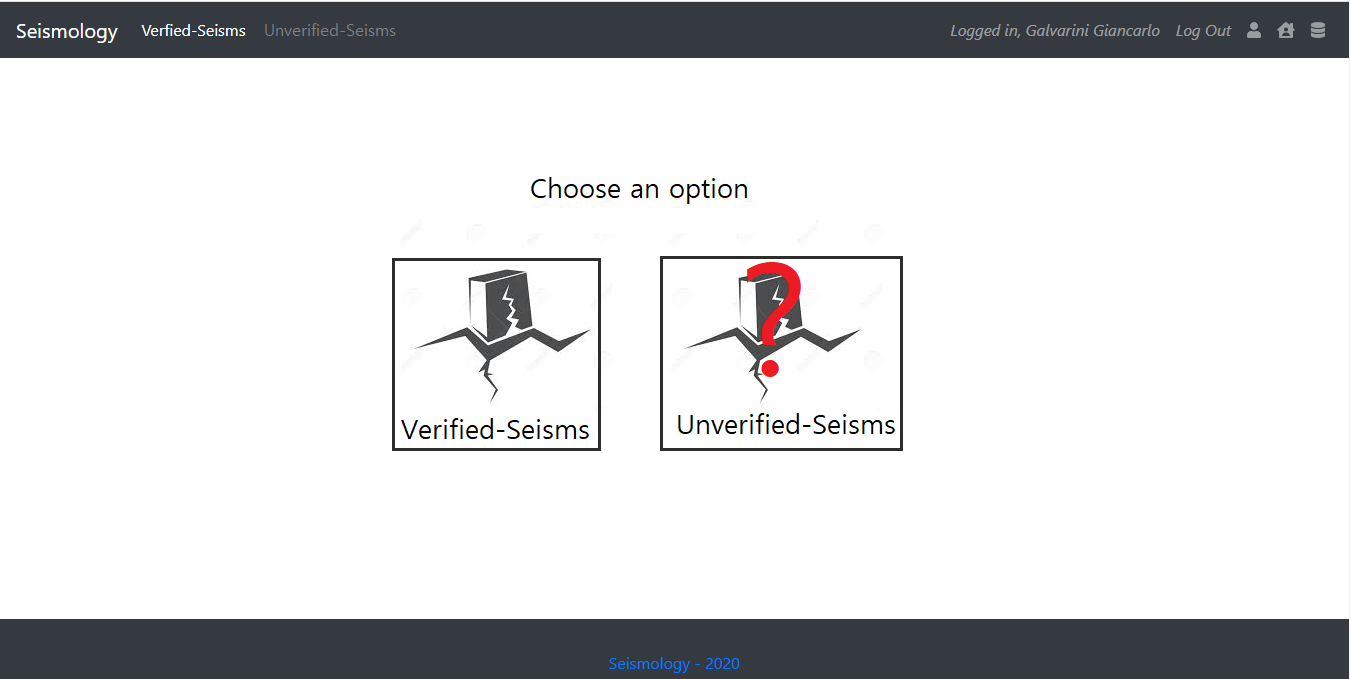 Seismology Verfied-Seisms Unverified-Seisms Logged in, Galvarini Giancarlo Log Out
Choose an option
?
Verified-Seisms Unverified-Seisms
Seismology - 2020